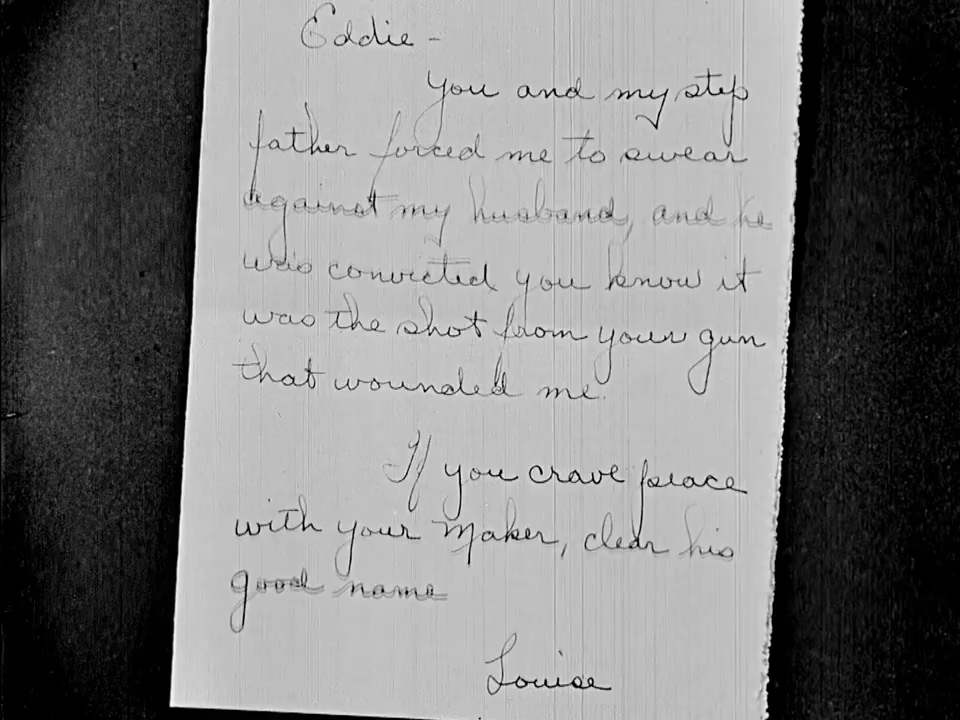 Eddie -
you and my step
father forced me to swear
against my husband, and he
was convicted you know it
was the shot from your gun
that wounded me.
If you crave peace
with your Maker, clear his
good name
Louise